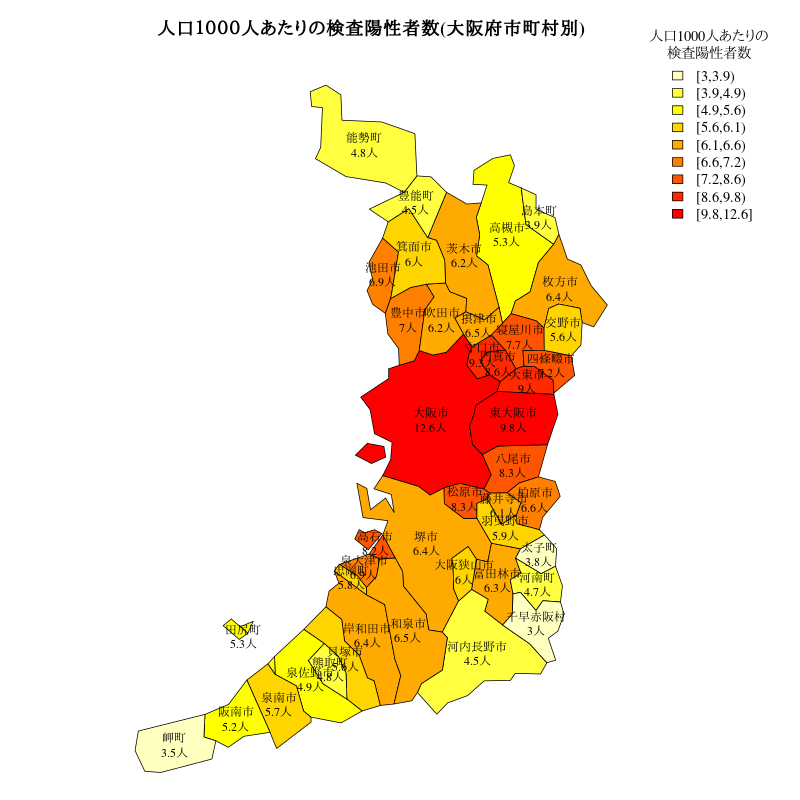 人口1000人あたりの検査陽性者数(大阪府市町村別)
人口1000人あたりの
検査陽性者数
[3,3.9)
[3.9,4.9)
[4.9,5.6)
[5.6,6.1)
[6.1,6.6)
[6.6,7.2)
[7.2,8.6)
[8.6,9.8)
[9.8,12.6]
能勢町
4.8人
豊能町
4.5人
島本町
3.9人
高槻市
5.3人
箕面市
6人
茨木市
6.2人
池田市
6.9人
枚方市
6.4人
豊中市
7人
吹田市
6.2人
摂津市
6.5人
交野市
5.6人
寝屋川市
7.7人
守口市
門真市
8.6人
四條畷市
8.2人
大東市
9人
大阪市
12.6人
東大阪市
9.8人
八尾市
8.3人
松原市
8.3人
柏原市
6.6人
藤井寺市
6.1人
羽曳野市
5.9人
高石市
8.2人
堺市
6.4人
太子町
3.8人
泉大津市
6.9人
忠岡町
5.8人
大阪狭山市
6人
富田林市
6.3人
河南町
4.7人
千早赤阪村
3人
田尻町
5.3人
岸和田市
6.4人
和泉市
6.5人
貝塚市
5.6人
熊取町
4.8人
河内長野市
4.5人
泉佐野市
4.9人
泉南市
5.7人
阪南市
5.2人
岬町
3.5人